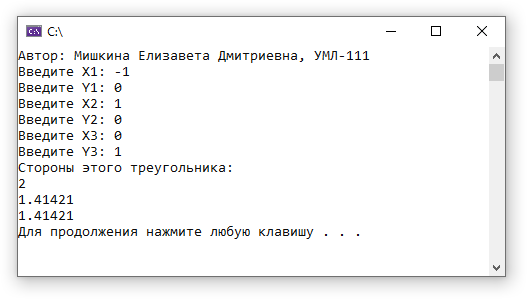 C:\
Автор: Мишкина Елизавета Дмитриевна, УМЛ-111
Введите X1: -1
Введите Y1: 0
Введите X2: 1
Введите Y2: 0
Введите X3: 0
Введите Y3: 1
Стороны этого треугольника:
2
1.41421
1.41421
Для продолжения нажмите любую клавишу . . .